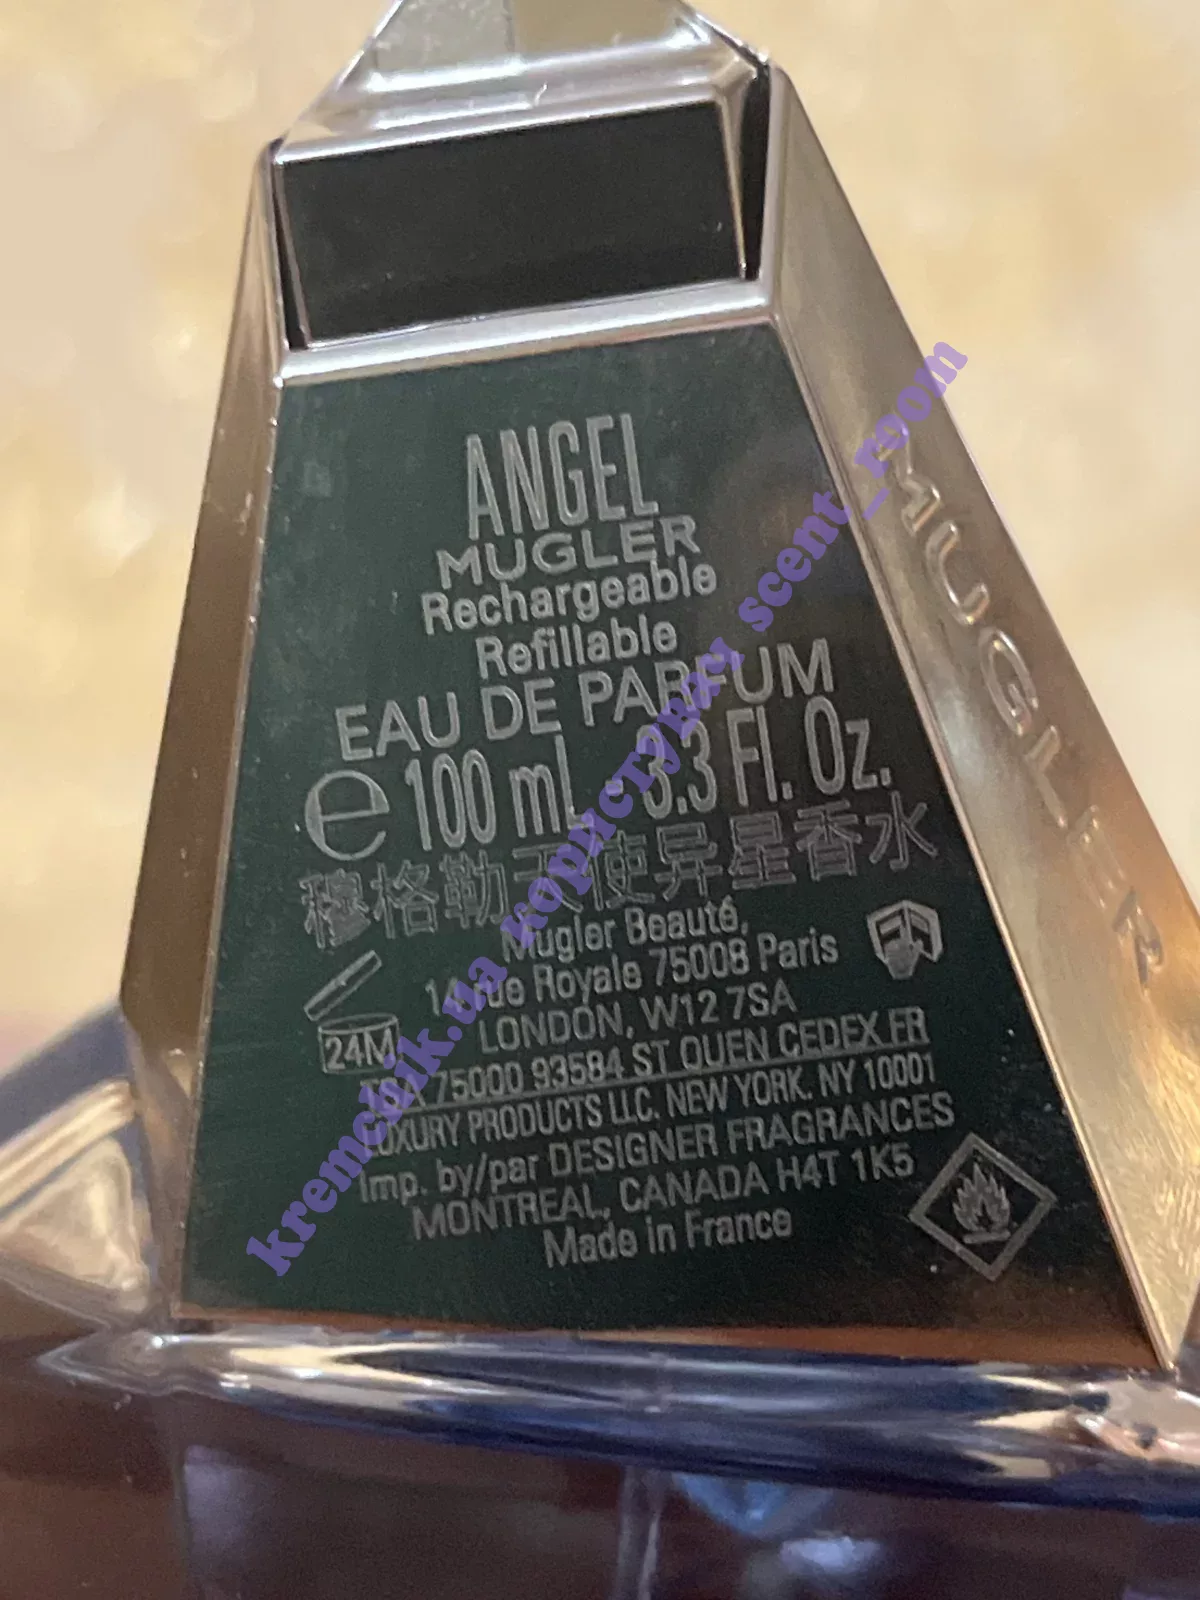 ANGEL
MUGLER
Rechargeable
Refillable
EAU DE PARFUM
e 100 mL - 3.3 Fl. Oz.
穆格勒天使异星香水
Mugler Beauté,
14 rue Royale 75008 Paris
LONDON, W12 7SA
24M
75000 93584 ST OUEN CEDEX FR
LUXURY PRODUCTS LLC. NEW YORK. NY 10001
Imp. by/par DESIGNER FRAGRANCES
MONTREAL, CANADA H4T 1K5
Made in France
MUGLER
kremchik.ua користувач scent_room